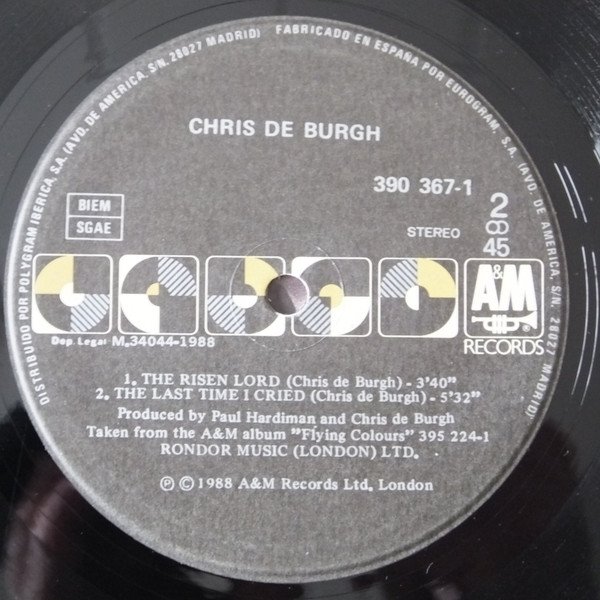 FABRICADO EN ESPAÑA POR EUROGRAM, S.A. (AVD. DE AMERICA, S/N. 28027 MADRID)
DISTRIBUIDO POR POLYGRAM IBERICA, S.A. (AVD. DE AMERICA, S/N. 28027 MADRID)
CHRIS DE BURGH
390 367-1
2
BIEM
SGAE
STEREO
45
A&M
RECORDS
Dep. Legal M.34044-1988
1. THE RISEN LORD (Chris de Burgh) - 3'40"
2. THE LAST TIME I CRIED (Chris de Burgh) - 5'32"
Produced by Paul Hardiman and Chris de Burgh
Taken from the A&M album "Flying Colours" 395 224-1
RONDOR MUSIC (LONDON) LTD.
Ⓟ © 1988 A&M Records Ltd. London